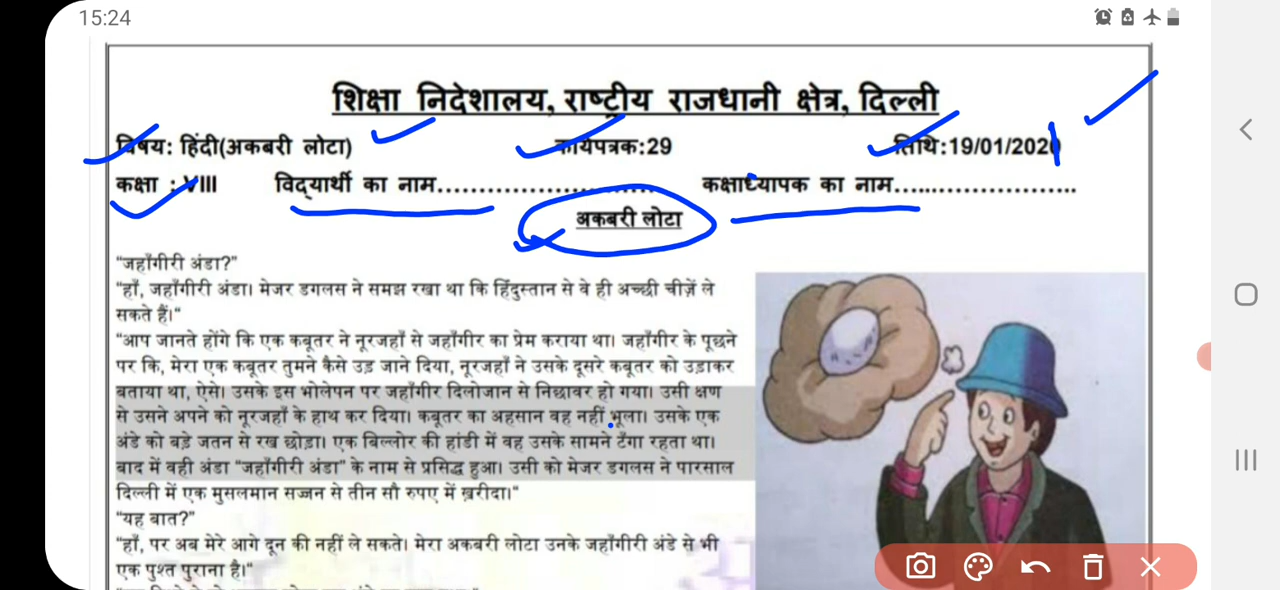 15:24
शिक्षा निदेशालय, राष्ट्रीय राजधानी क्षेत्र, दिल्ली
विषय: हिंदी(अकबरी लोटा) कार्यपत्रक:29 तिथि:19/01/2021
कक्षा : VIII विद्यार्थी का नाम........................... कक्षाध्यापक का नाम.......................
अकबरी लोटा
"जहाँगीरी अंडा?"
"हाँ, जहाँगीरी अंडा। मेजर डगलस ने समझ रखा था कि हिंदुस्तान से वे ही अच्छी चीज़ें ले
सकते हैं।"
"आप जानते होंगे कि एक कबूतर ने नूरजहाँ से जहाँगीर का प्रेम कराया था। जहाँगीर के पूछने
पर कि, मेरा एक कबूतर तुमने कैसे उड़ जाने दिया, नूरजहाँ ने उसके दूसरे कबूतर को उड़ाकर
बताया था, ऐसे। उसके इस भोलेपन पर जहाँगीर दिलोजान से निछावर हो गया। उसी क्षण
से उसने अपने को नूरजहाँ के हाथ कर दिया। कबूतर का अहसान वह नहीं भूला। उसके एक
अंडे को बड़े जतन से रख छोड़ा। एक बिल्लोर की हांडी में वह उसके सामने टँगा रहता था।
बाद में वही अंडा "जहाँगीरी अंडा" के नाम से प्रसिद्ध हुआ। उसी को मेजर डगलस ने पारसाल
दिल्ली में एक मुसलमान सज्जन से तीन सौ रुपए में ख़रीदा।"
"यह बात?"
"हाँ, पर अब मेरे आगे दून की नहीं ले सकते। मेरा अकबरी लोटा उनके जहाँगीरी अंडे से भी
एक पुश्त पुराना है।"